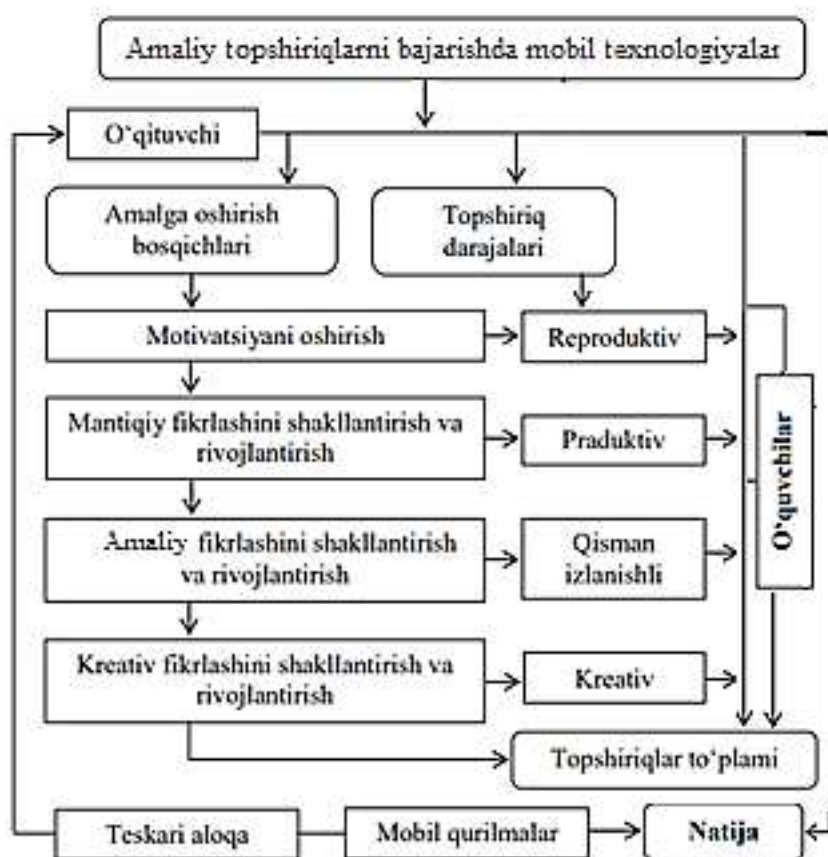 Amaliy topshiriqlarni bajarishda mobil texnologiyalar
O‘qituvchi
Amalga oshirish
bosqichlari
Topshiriq
darajalari
Motivatsiyani oshirish
Reproduktiv
Mantiqiy fikrlashini shakllantirish va
rivojlantirish
Praduktiv
Amaliy fikrlashini shakllantirish
va rivojlantirish
Qisman
izlanishli
Kreativ fikrlashini shakllantirish va
rivojlantirish
Kreativ
O‘quvchilar
Topshiriqlar to‘plami
Teskari aloqa
Mobil qurilmalar
Natija